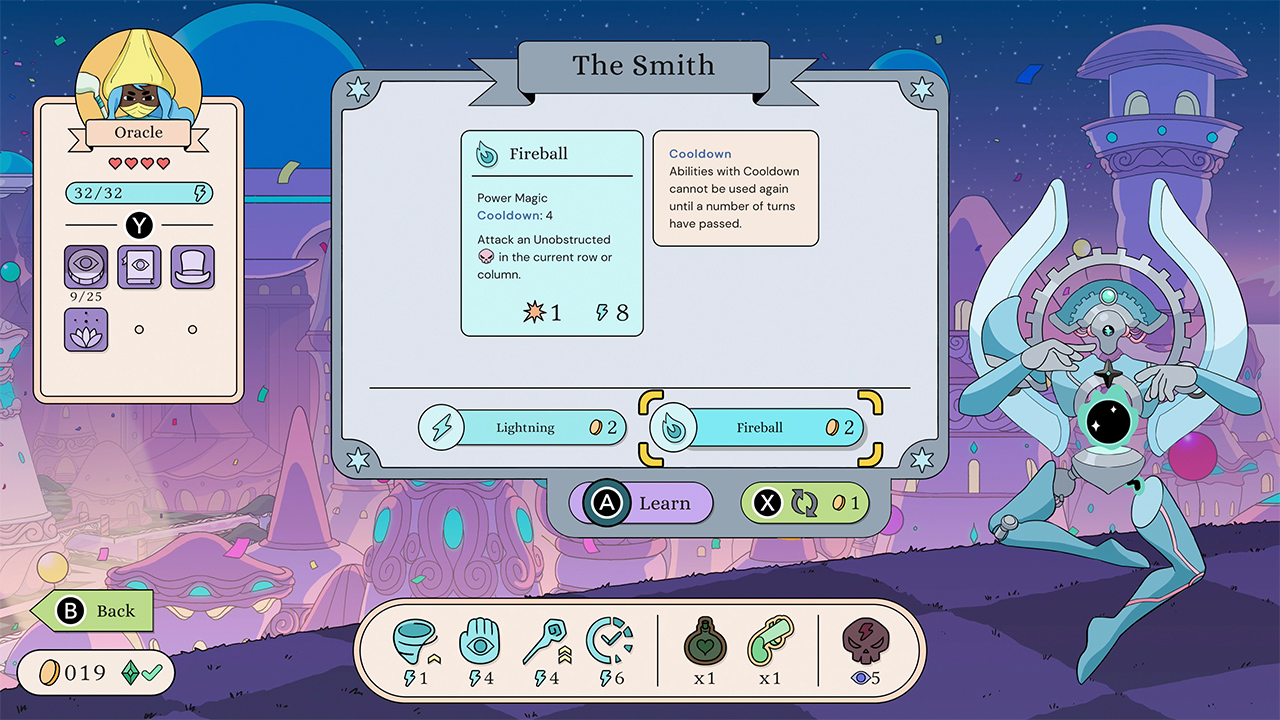 The Smith
Oracle
32/32
Y
9/25
Fireball
Power Magic
Cooldown: 4
Attack an Unobstructed
in the current row or
column.
1 8
Cooldown
Abilities with Cooldown
cannot be used again
until a number of turns
have passed.
Lightning 2
Fireball 2
A Learn
X 1
B Back
019
1 4 4 6 x1 x1 5